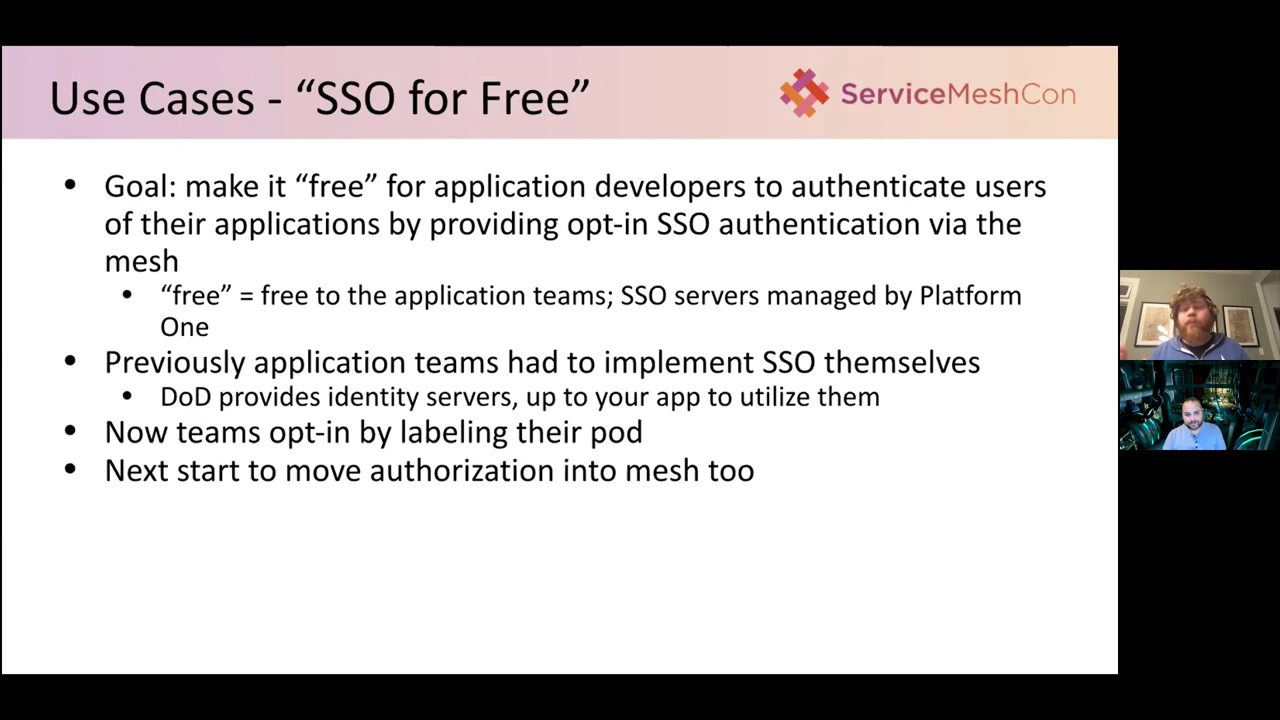 Use Cases - “SSO for Free”
ServiceMeshCon
• Goal: make it “free” for application developers to authenticate users
of their applications by providing opt-in SSO authentication via the
mesh
• “free” = free to the application teams; SSO servers managed by Platform
One
• Previously application teams had to implement SSO themselves
• DoD provides identity servers, up to your app to utilize them
• Now teams opt-in by labeling their pod
• Next start to move authorization into mesh too